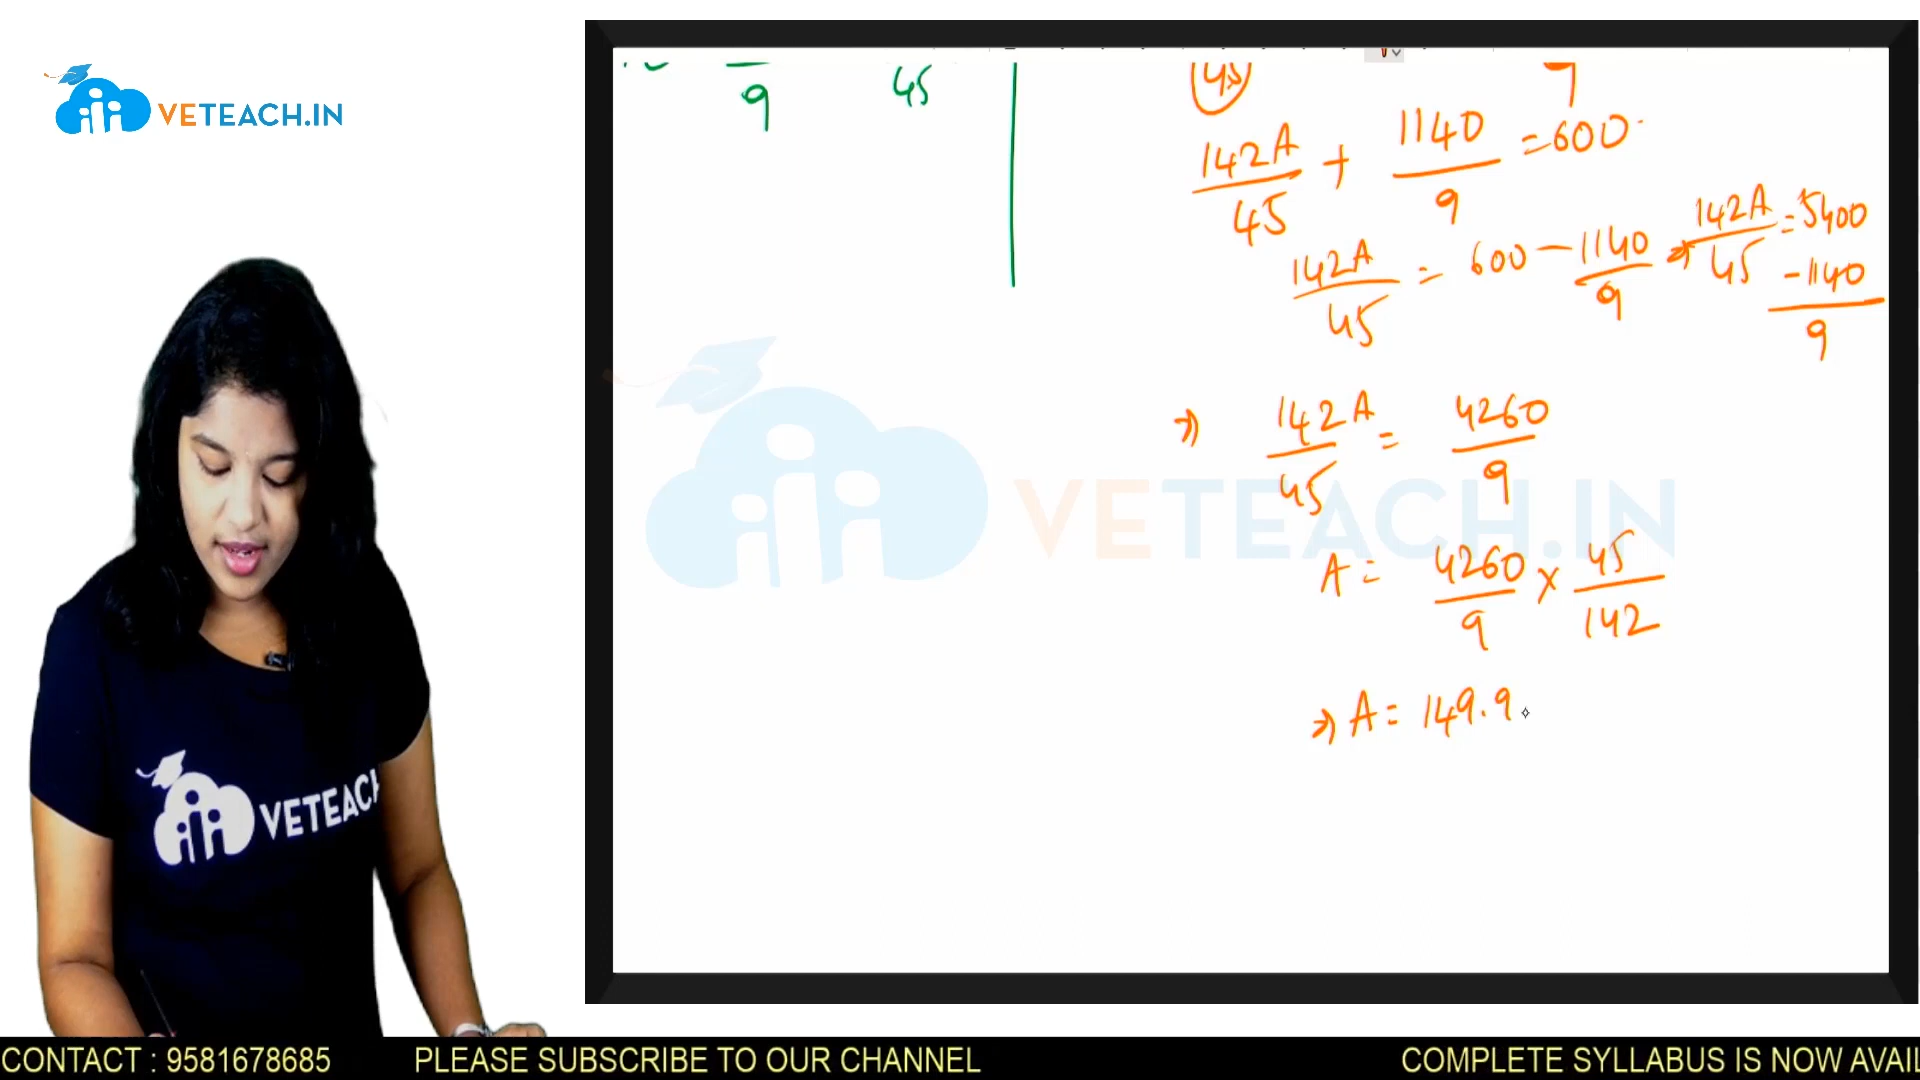 VETEACH.IN
9 45
45 9
142A/45 + 1140/9 = 600
142A/45 = 600 - 1140/9 ⇒ 142A/45 = 5400 - 1140/9
⇒ 142A/45 = 4260/9
VETEACH.IN
A = 4260/9 x 45/142
⇒ A = 149.9
VETEACH
CONTACT : 9581678685 PLEASE SUBSCRIBE TO OUR CHANNEL COMPLETE SYLLABUS IS NOW AVAIL